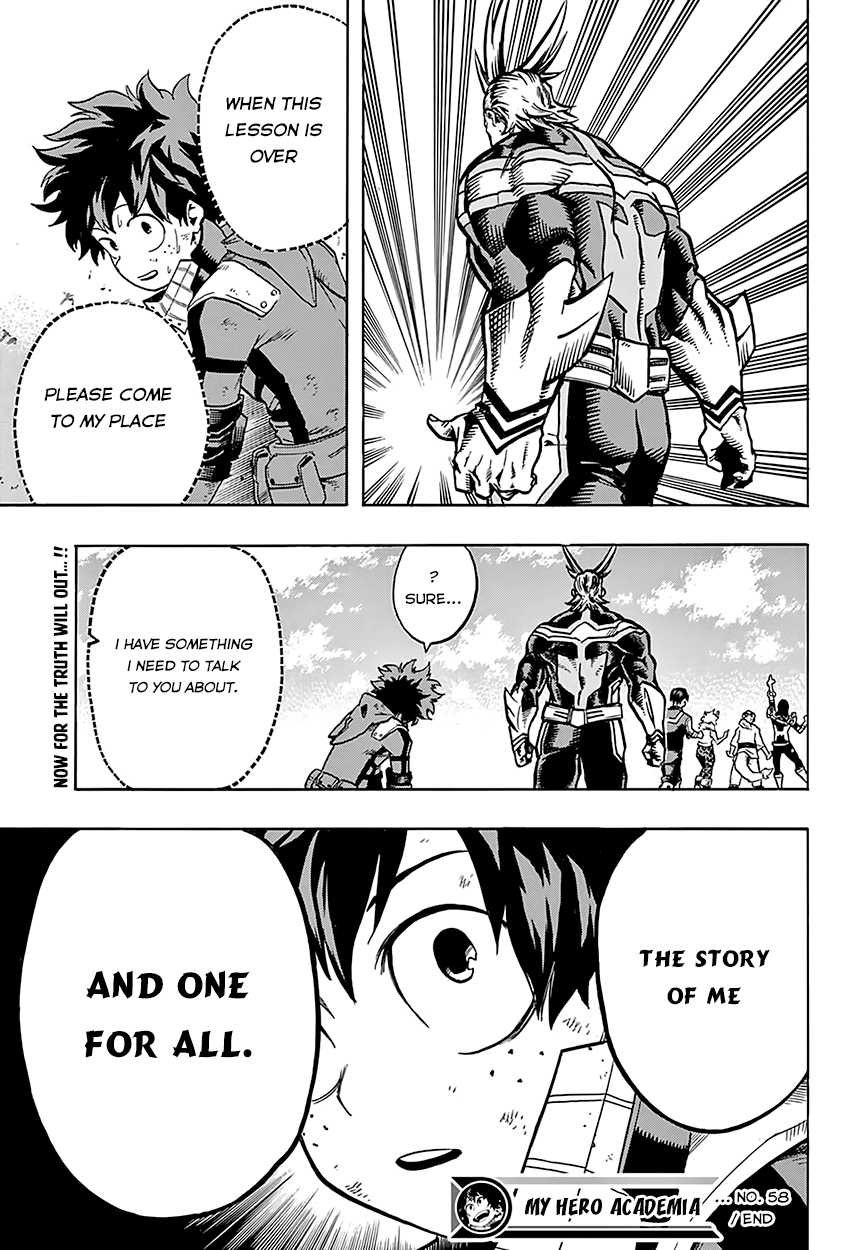 WHEN THIS
LESSON IS
OVER
PLEASE COME
TO MY PLACE
?
SURE...
I HAVE SOMETHING
I NEED TO TALK
TO YOU ABOUT.
NOW FOR THE TRUTH WILL OUT...!!
THE STORY
OF ME
AND ONE
FOR ALL.
MY HERO ACADEMIA
... NO. 58
/ END